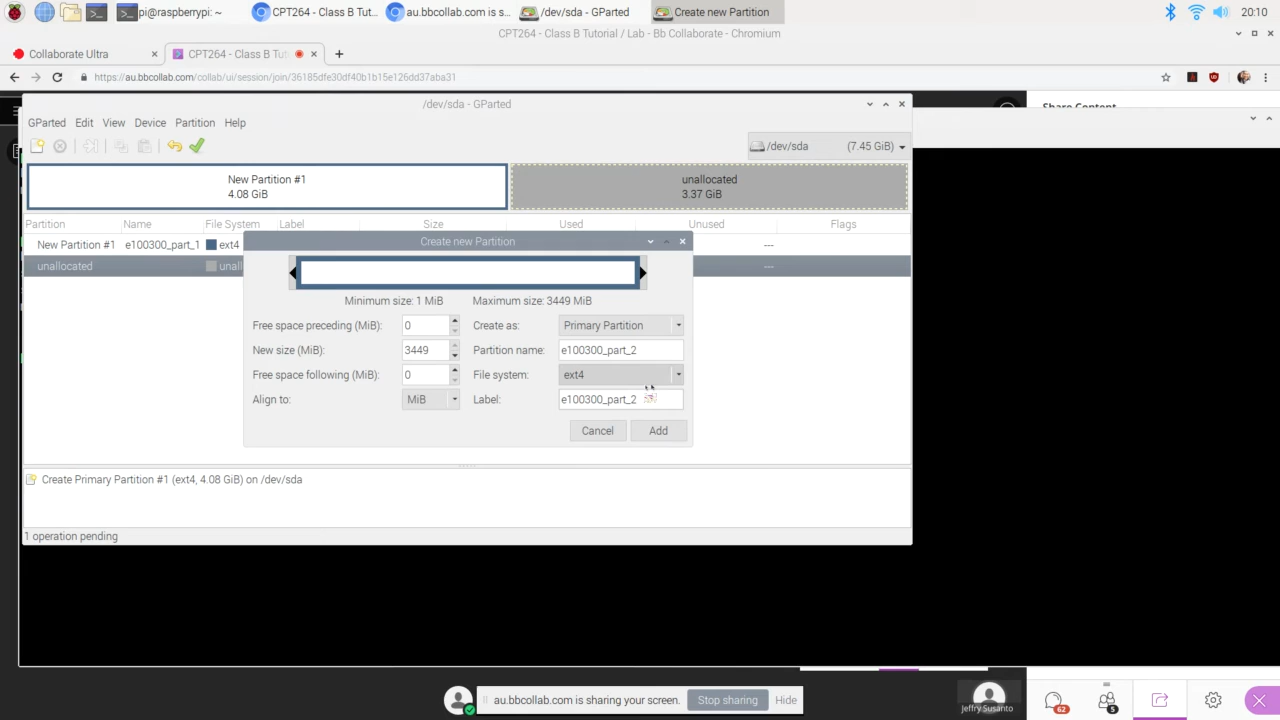 pi@raspberrypi: ~ CPT264 - Class B Tut... au.bbcollab.com is s... /dev/sda - GParted Create new Partition 20:10
CPT264 - Class B Tutorial / Lab - Bb Collaborate - Chromium
Collaborate Ultra CPT264 - Class B Tut
https://au.bbcollab.com/collab/ui/session/join/36185dfe30df40b1b15e126dd37aba31
/dev/sda - GParted
Share Content
GParted Edit View Device Partition Help
/dev/sda (7.45 GiB)
New Partition #1
4.08 GiB
unallocated
3.37 GiB
Partition Name File System Label Size Used Unused Flags
New Partition #1 e100300_part_1 ext4 ---
unallocated unall ---
Create new Partition
Minimum size: 1 MiB Maximum size: 3449 MiB
Free space preceding (MiB): 0 Create as: Primary Partition
New size (MiB): 3449 Partition name: e100300_part_2
Free space following (MiB): 0 File system: ext4
Align to: MiB Label: e100300_part_2
Cancel Add
Create Primary Partition #1 (ext4, 4.08 GiB) on /dev/sda
1 operation pending
au.bbcollab.com is sharing your screen. Stop sharing Hide
Jeffry Susanto
62
5